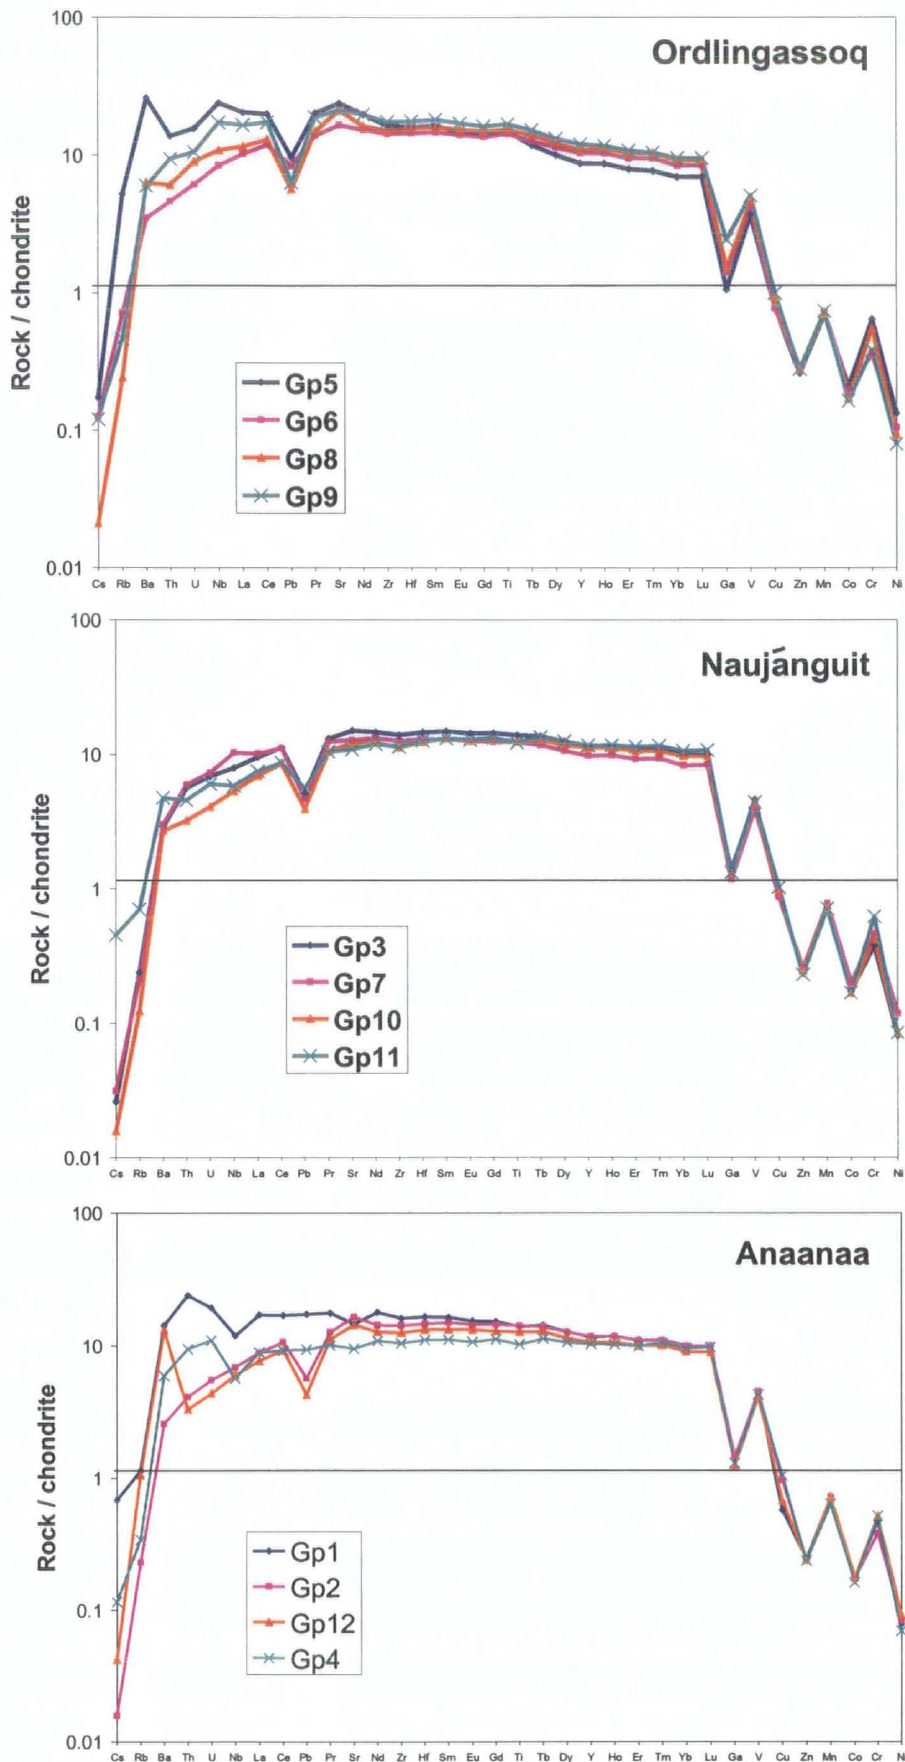 Ordlingassoq
Rock / chondrite
100
10
1
0.1
0.01
Gp5
Gp6
Gp8
Gp9
Cs Rb Ba Th U Nb La Ce Pb Pr Sr Nd Zr Hf Sm Eu Gd Ti Tb Dy Y Ho Er Tm Yb Lu Ga V Cu Zn Mn Co Cr Ni
Naujánguit
Rock / chondrite
100
10
1
0.1
0.01
Gp3
Gp7
Gp10
Gp11
Cs Rb Ba Th U Nb La Ce Pb Pr Sr Nd Zr Hf Sm Eu Gd Ti Tb Dy Y Ho Er Tm Yb Lu Ga V Cu Zn Mn Co Cr Ni
Anaanaa
Rock / chondrite
100
10
1
0.1
0.01
Gp1
Gp2
Gp12
Gp4
Cs Rb Ba Th U Nb La Ce Pb Pr Sr Nd Zr Hf Sm Eu Gd Ti Tb Dy Y Ho Er Tm Yb Lu Ga V Cu Zn Mn Co Cr Ni